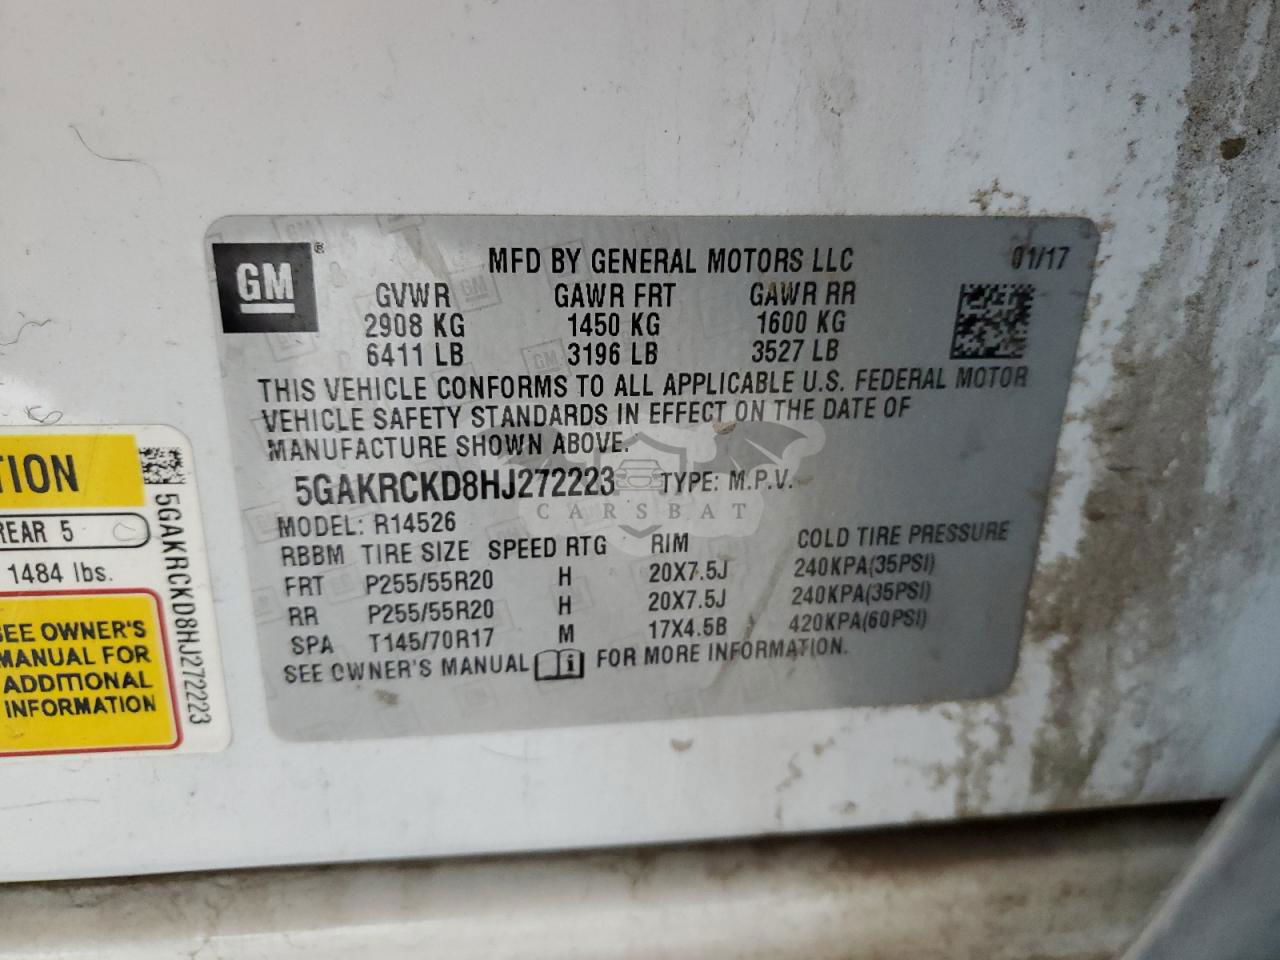 GM ®
MFD BY GENERAL MOTORS LLC 01/17
GVWR GAWR FRT GAWR RR
2908 KG 1450 KG 1600 KG
6411 LB 3196 LB 3527 LB
THIS VEHICLE CONFORMS TO ALL APPLICABLE U.S. FEDERAL MOTOR
VEHICLE SAFETY STANDARDS IN EFFECT ON THE DATE OF
MANUFACTURE SHOWN ABOVE.
5GAKRCKD8HJ272223 TYPE: M.P.V.
CARSBAT
MODEL: R14526
RBBM TIRE SIZE SPEED RTG RIM COLD TIRE PRESSURE
FRT P255/55R20 H 20X7.5J 240KPA(35PSI)
RR P255/55R20 H 20X7.5J 240KPA(35PSI)
SPA T145/70R17 M 17X4.5B 420KPA(60PSI)
SEE OWNER'S MANUAL FOR MORE INFORMATION.
TION
REAR 5
1484 lbs.
SEE OWNER'S
MANUAL FOR
ADDITIONAL
INFORMATION
5GAKRCKD8HJ272223